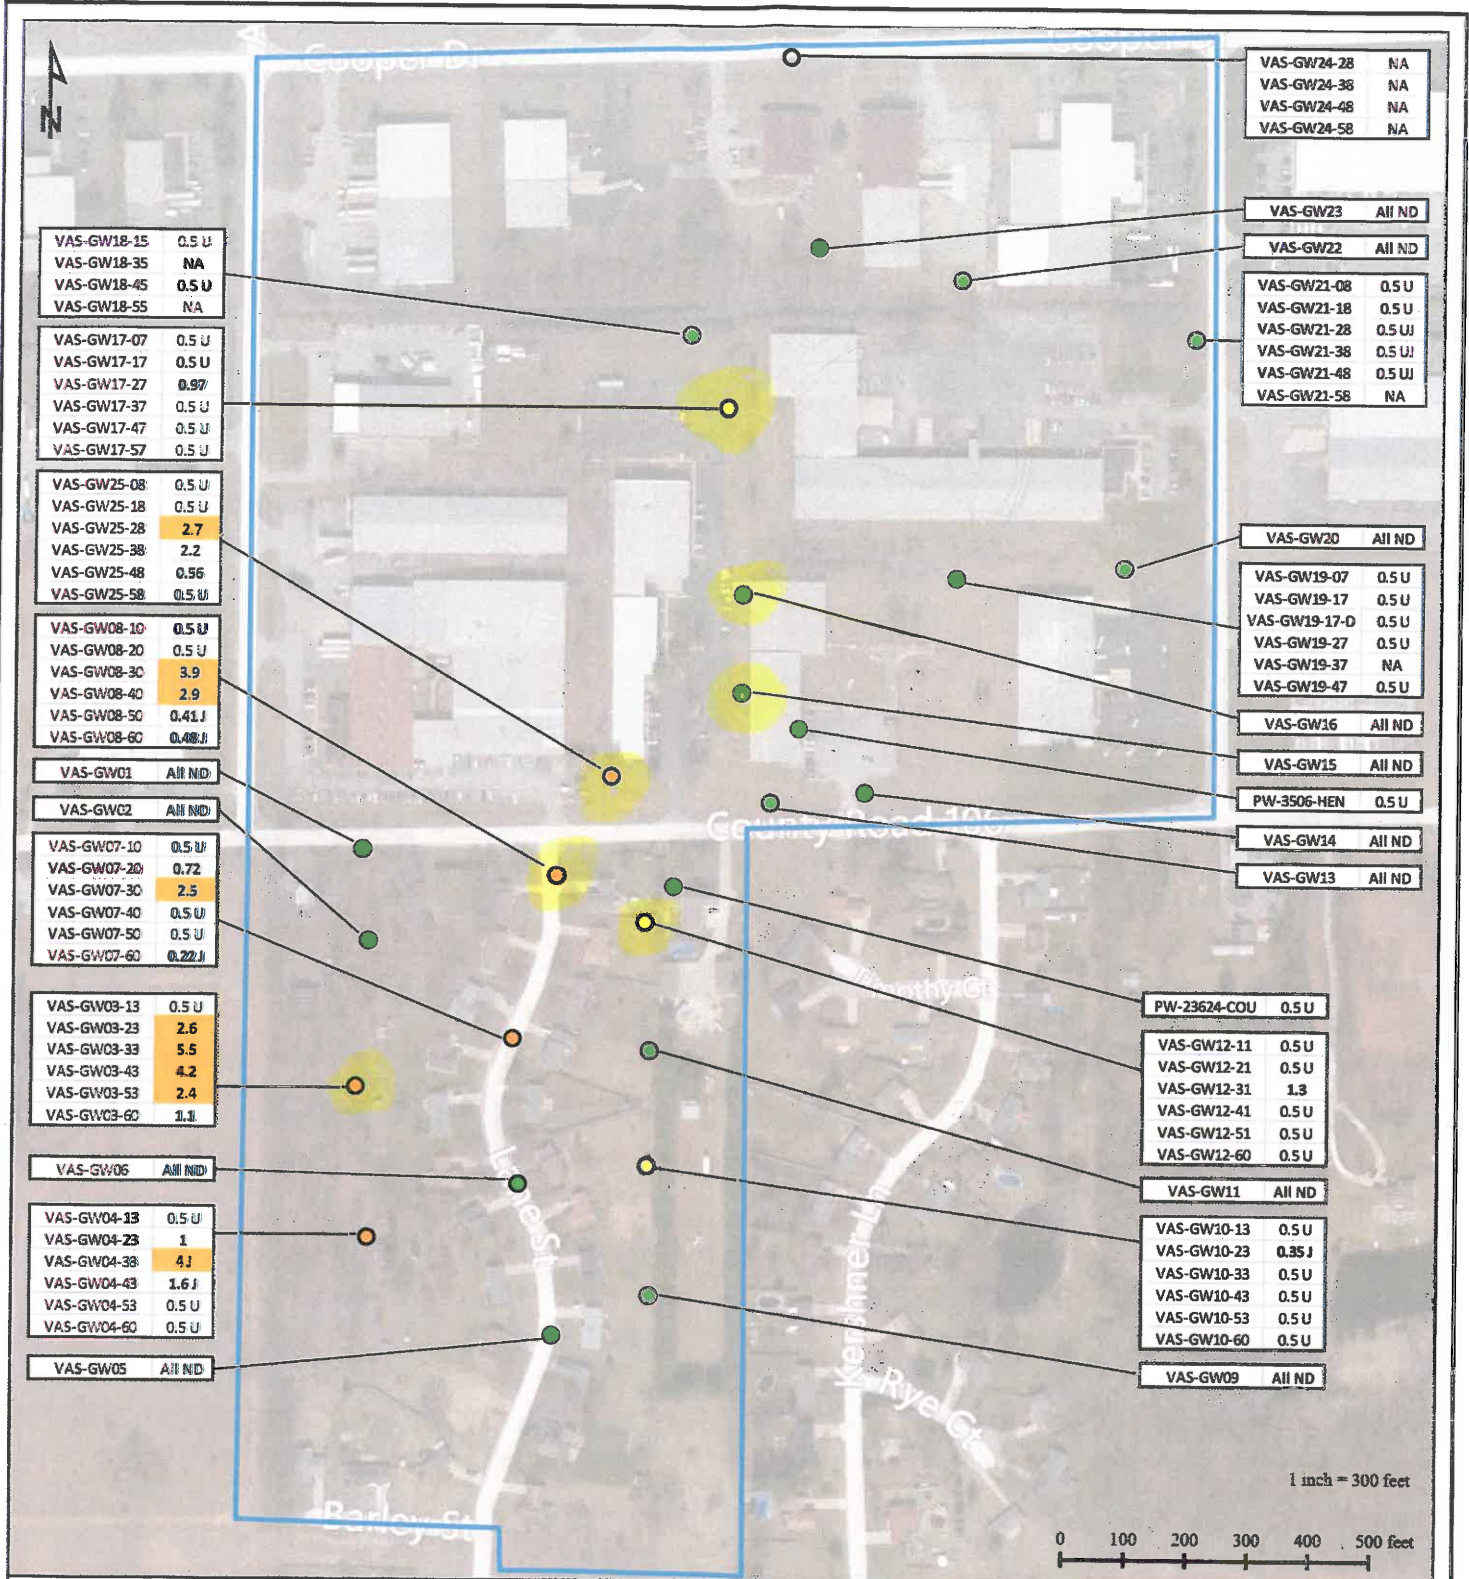 N
Cooper Dr
VAS-GW24-28 NA
VAS-GW24-38 NA
VAS-GW24-48 NA
VAS-GW24-58 NA
VAS-GW23 All ND
VAS-GW22 All ND
VAS-GW21-08 0.5 U
VAS-GW21-18 0.5 U
VAS-GW21-28 0.5 UJ
VAS-GW21-38 0.5 UJ
VAS-GW21-48 0.5 UJ
VAS-GW21-58 NA
VAS-GW18-15 0.5 U
VAS-GW18-35 NA
VAS-GW18-45 0.5 U
VAS-GW18-55 NA
VAS-GW17-07 0.5 U
VAS-GW17-17 0.5 U
VAS-GW17-27 0.97
VAS-GW17-37 0.5 U
VAS-GW17-47 0.5 U
VAS-GW17-57 0.5 U
VAS-GW25-08 0.5 U
VAS-GW25-18 0.5 U
VAS-GW25-28 2.7
VAS-GW25-38 2.2
VAS-GW25-48 0.56
VAS-GW25-58 0.5 U
VAS-GW08-10 0.5 U
VAS-GW08-20 0.5 U
VAS-GW08-30 3.9
VAS-GW08-40 2.9
VAS-GW08-50 0.41 J
VAS-GW08-60 0.48 J
VAS-GW01 All ND
VAS-GW02 All ND
VAS-GW07-10 0.5 U
VAS-GW07-20 0.72
VAS-GW07-30 2.5
VAS-GW07-40 0.5 U
VAS-GW07-50 0.5 U
VAS-GW07-60 0.22 J
VAS-GW03-13 0.5 U
VAS-GW03-23 2.6
VAS-GW03-33 5.5
VAS-GW03-43 4.2
VAS-GW03-53 2.4
VAS-GW03-60 1.1
VAS-GW06 All ND
VAS-GW04-13 0.5 U
VAS-GW04-23 1
VAS-GW04-33 4 J
VAS-GW04-43 1.6 J
VAS-GW04-53 0.5 U
VAS-GW04-60 0.5 U
VAS-GW05 All ND
VAS-GW20 All ND
VAS-GW19-07 0.5 U
VAS-GW19-17 0.5 U
VAS-GW19-17-D 0.5 U
VAS-GW19-27 0.5 U
VAS-GW19-37 NA
VAS-GW19-47 0.5 U
VAS-GW16 All ND
VAS-GW15 All ND
PW-3506-HEN 0.5 U
VAS-GW14 All ND
VAS-GW13 All ND
County Road 106
PW-23624-COU 0.5 U
VAS-GW12-11 0.5 U
VAS-GW12-21 0.5 U
VAS-GW12-31 1.3
VAS-GW12-41 0.5 U
VAS-GW12-51 0.5 U
VAS-GW12-60 0.5 U
VAS-GW11 All ND
VAS-GW10-13 0.5 U
VAS-GW10-23 0.35 J
VAS-GW10-33 0.5 U
VAS-GW10-43 0.5 U
VAS-GW10-53 0.5 U
VAS-GW10-60 0.5 U
VAS-GW09 All ND
Kershner Ln
Rye Ct
Barley St
1 inch = 300 feet
0 100 200 300 400 500 feet